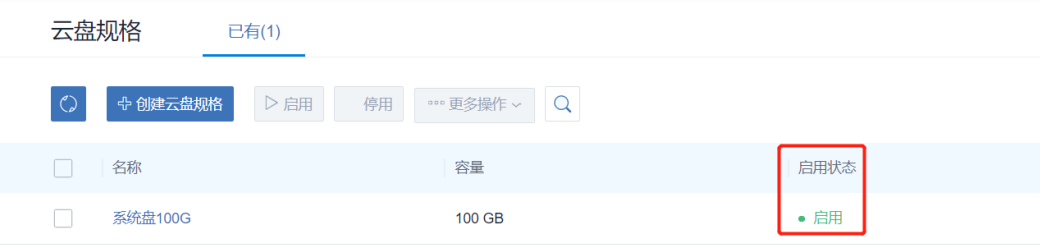 云盘规格 已有(1)
创建云盘规格 启用 停用 更多操作
名称 容量 启用状态
系统盘100G 100 GB 启用